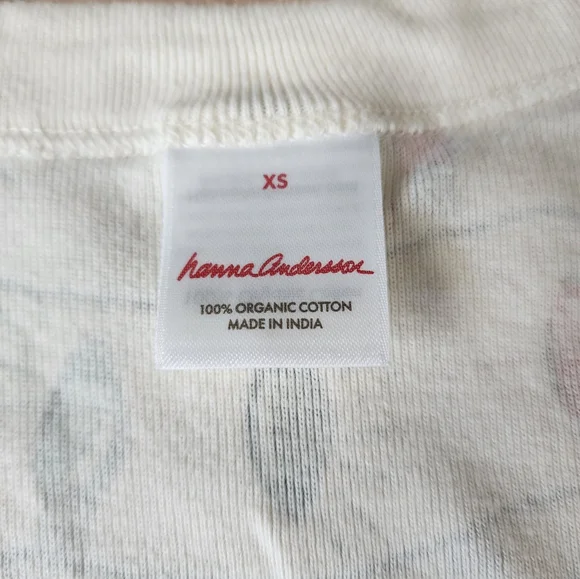 XS
hanna Andersson
100% ORGANIC COTTON
MADE IN INDIA